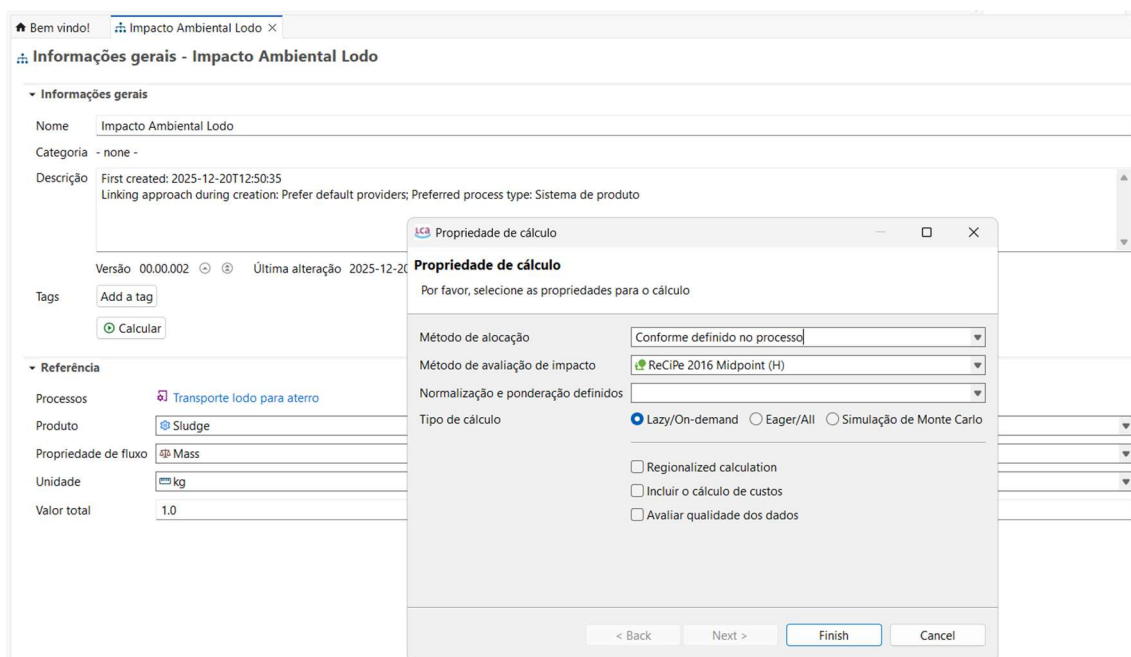 Bem vindo!
Impacto Ambiental Lodo
Informações gerais - Impacto Ambiental Lodo
Informações gerais
Nome Impacto Ambiental Lodo
Categoria - none -
Descrição First created: 2025-12-20T12:50:35
Linking approach during creation: Prefer default providers; Preferred process type: Sistema de produto
Versão 00.00.002 Última alteração 2025-12-20
Tags Add a tag
Calcular
Referência
Processos Transporte lodo para aterro
Produto Sludge
Propriedade de fluxo Mass
Unidade kg
Valor total 1.0
LCA Propriedade de cálculo
Propriedade de cálculo
Por favor, selecione as propriedades para o cálculo
Método de alocação Conforme definido no processo
Método de avaliação de impacto ReCiPe 2016 Midpoint (H)
Normalização e ponderação definidos
Tipo de cálculo Lazy/On-demand Eager/All Simulação de Monte Carlo
Regionalized calculation
Incluir o cálculo de custos
Avaliar qualidade dos dados
< Back Next > Finish Cancel